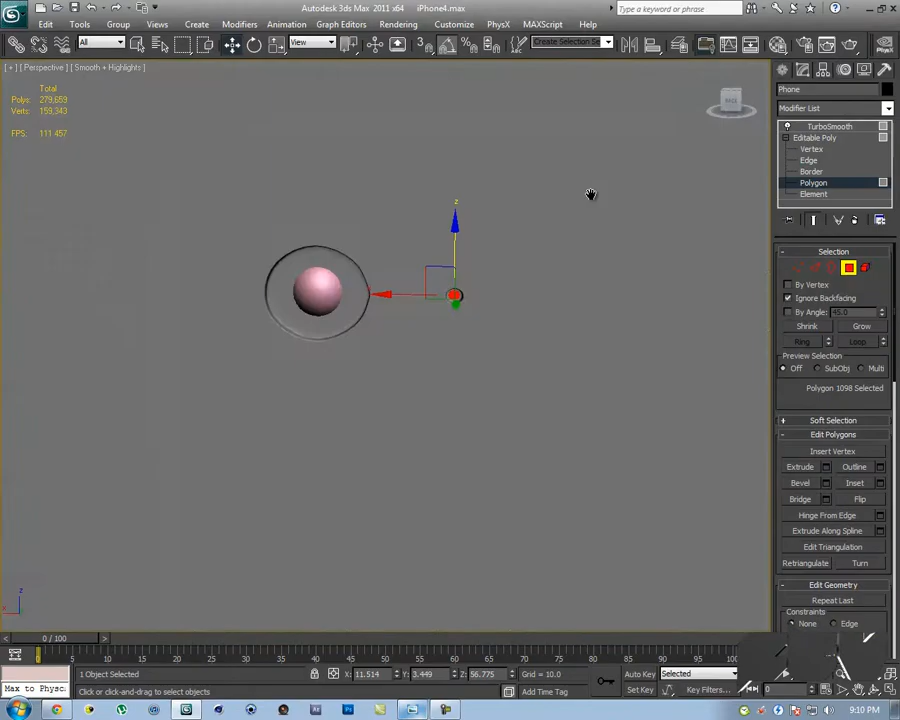 Autodesk 3ds Max 2011 x64 iPhone4.max
Type a keyword or phrase
Edit Tools Group Views Create Modifiers Animation Graph Editors Rendering Customize PhysX MAXScript Help
All View Create Selection Se PhysX
[ + ] [ Perspective ] [ Smooth + Highlights ]
Total
Polys: 279,659
Verts: 159,343
FPS: 111.457
z
z
x
Phone
Modifier List
TurboSmooth
Editable Poly
Vertex
Edge
Border
Polygon
Element
- Selection
By Vertex
Ignore Backfacing
By Angle: 45.0
Shrink Grow
Ring Loop
Preview Selection
Off SubObj Multi
Polygon 1098 Selected
+ Soft Selection
- Edit Polygons
Insert Vertex
Extrude Outline
Bevel Inset
Bridge Flip
Hinge From Edge
Extrude Along Spline
Edit Triangulation
Retriangulate Turn
- Edit Geometry
Repeat Last
Constraints
None Edge
< 0 / 100 >
0 5 10 15 20 25 30 35 40 45 50 55 60 65 70 75 80 85 90 95 100
1 Object Selected X: 11.514 Y: 3.449 Z: 56.775 Grid = 10.0 Auto Key Selected
Max to Physc Click or click-and-drag to select objects Add Time Tag Set Key Key Filters... 0
9:10 PM